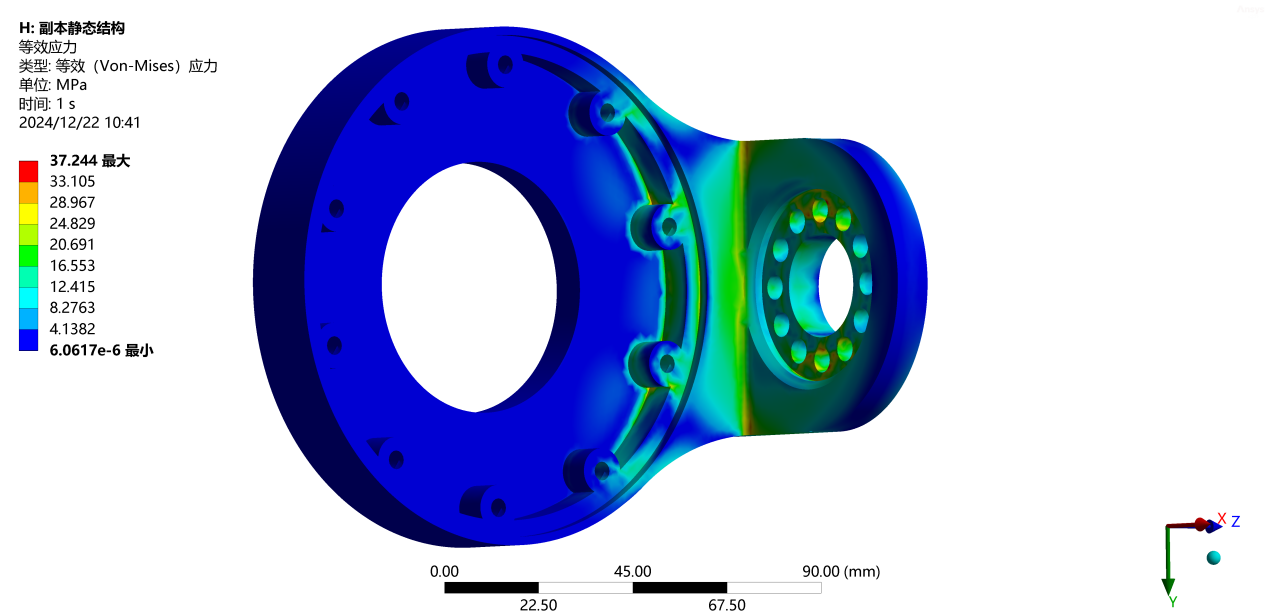 H: 副本静态结构
等效应力
类型: 等效（Von-Mises）应力
单位: MPa
时间: 1 s
2024/12/22 10:41
37.244 最大
33.105
28.967
24.829
20.691
16.553
12.415
8.2763
4.1382
6.0617e-6 最小
0.00 45.00 90.00 (mm)
22.50 67.50
X Z
Y